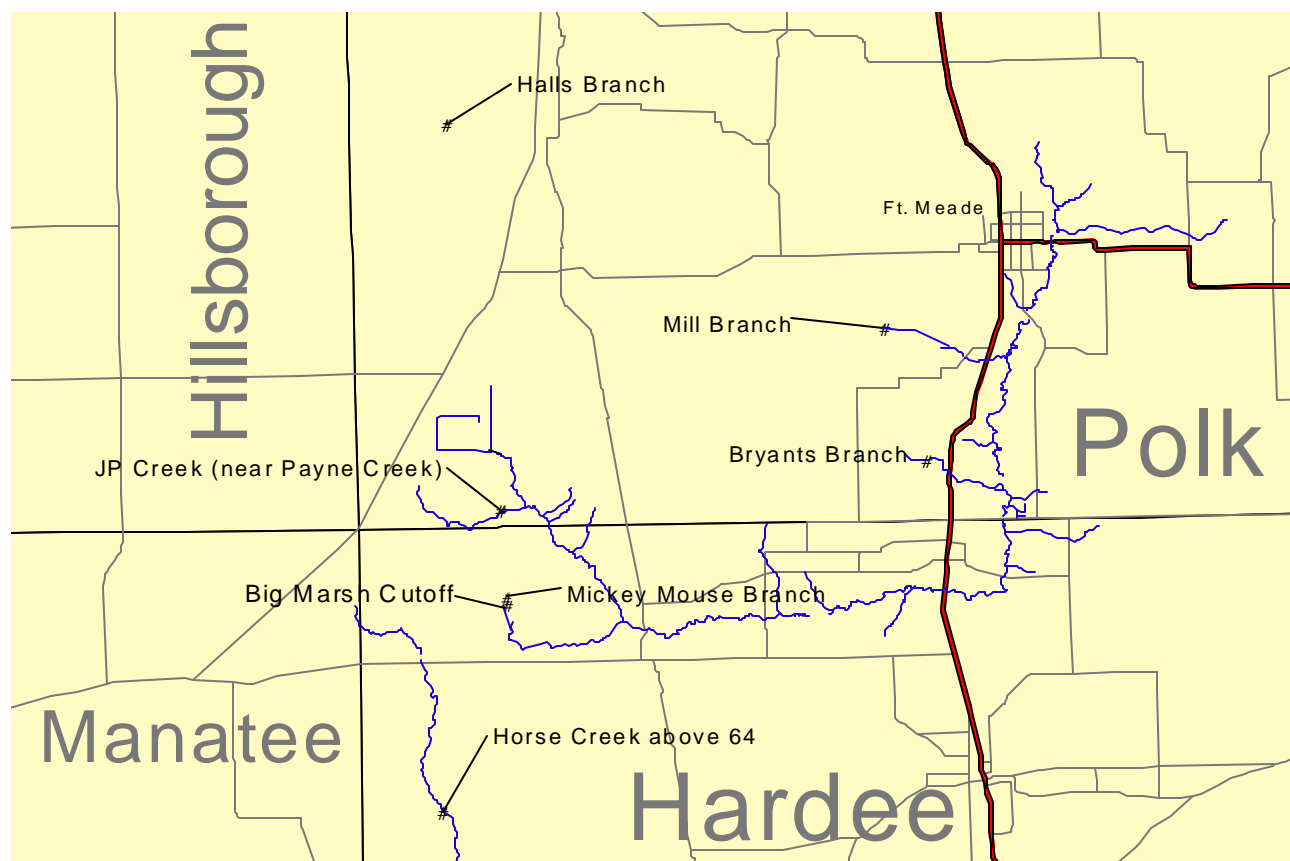 Hillsborough
Halls Branch
Ft. Meade
Mill Branch
Polk
Bryants Branch
JP Creek (near Payne Creek)
Big Marsh Cutoff
Mickey Mouse Branch
Manatee
Horse Creek above 64
Hardee